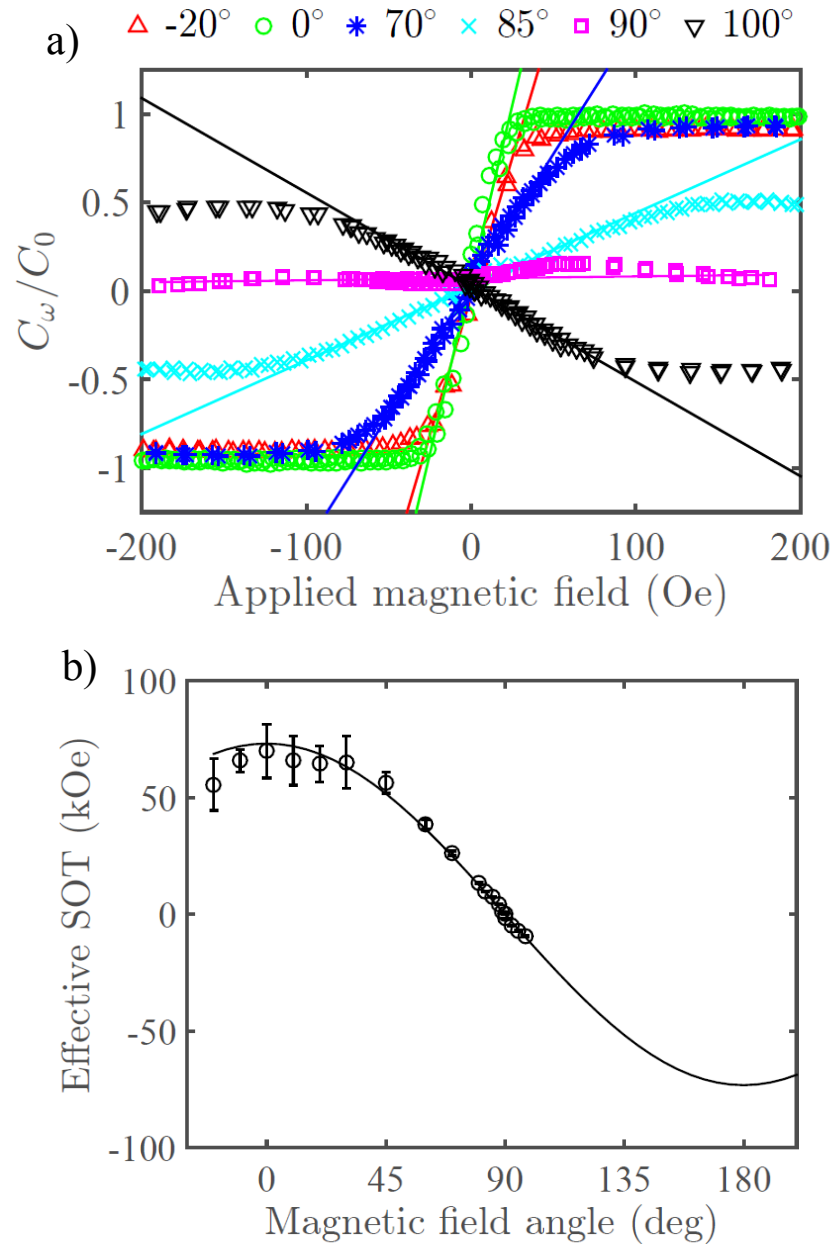 -20° 0° 70° 85° 90° 100°
a)
1
0.5
0
-0.5
-1
C_ω/C_0
-200 -100 0 100 200
Applied magnetic field (Oe)
b)
100
50
0
-50
-100
Effective SOT (kOe)
0 45 90 135 180
Magnetic field angle (deg)